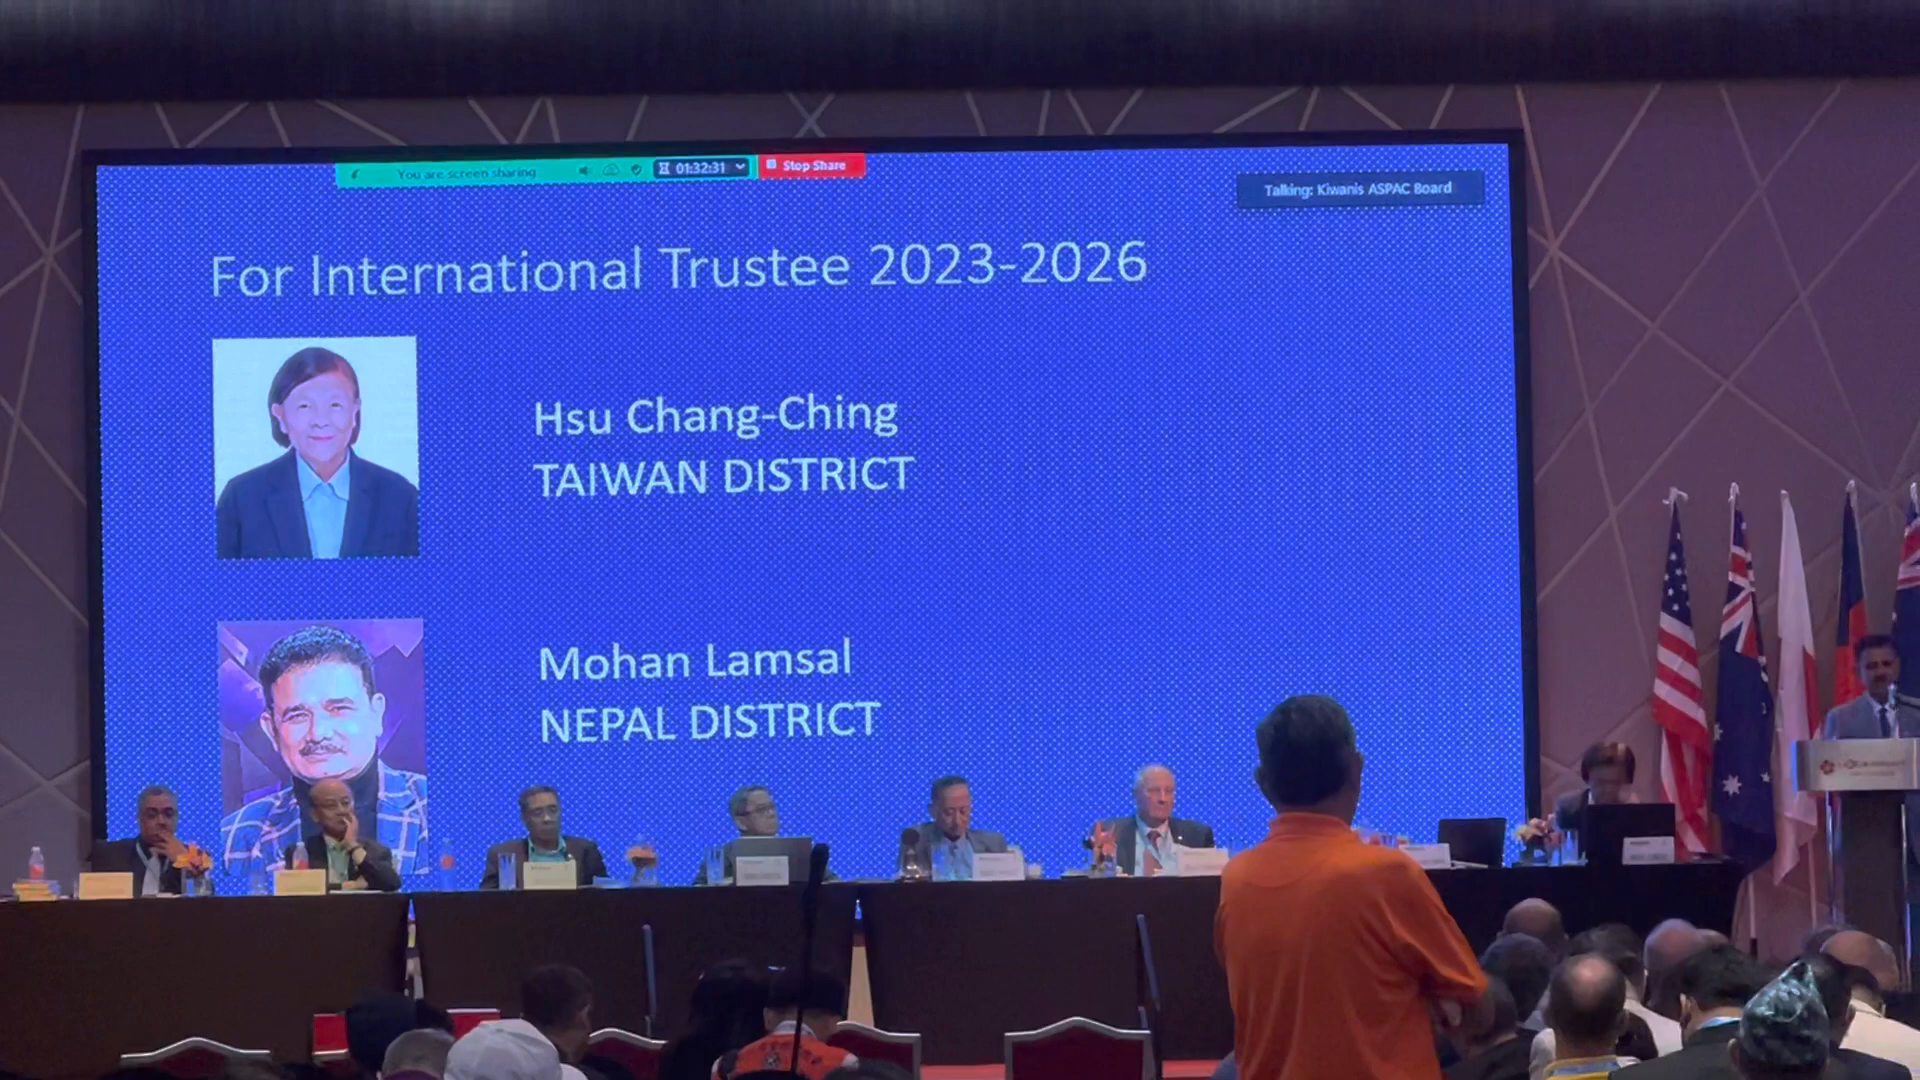 You are screen sharing
01:32:31
Stop Share
Talking: Kiwanis ASPAC Board
For International Trustee 2023-2026
Hsu Chang-Ching
TAIWAN DISTRICT
Mohan Lamsal
NEPAL DISTRICT